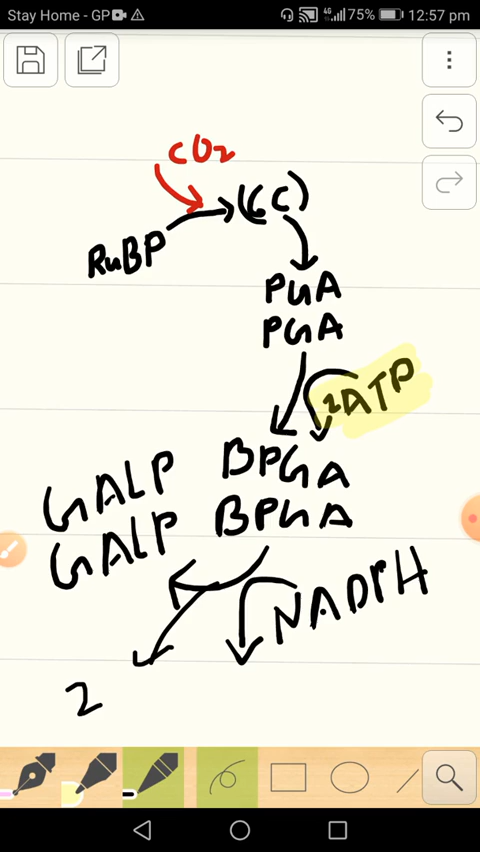 Stay Home - GP
4G 75% 12:57 pm
CO2
RuBP
(6C)
PGA
PGA
2ATP
GALP BPGA
GALP BPGA
NADPH
2